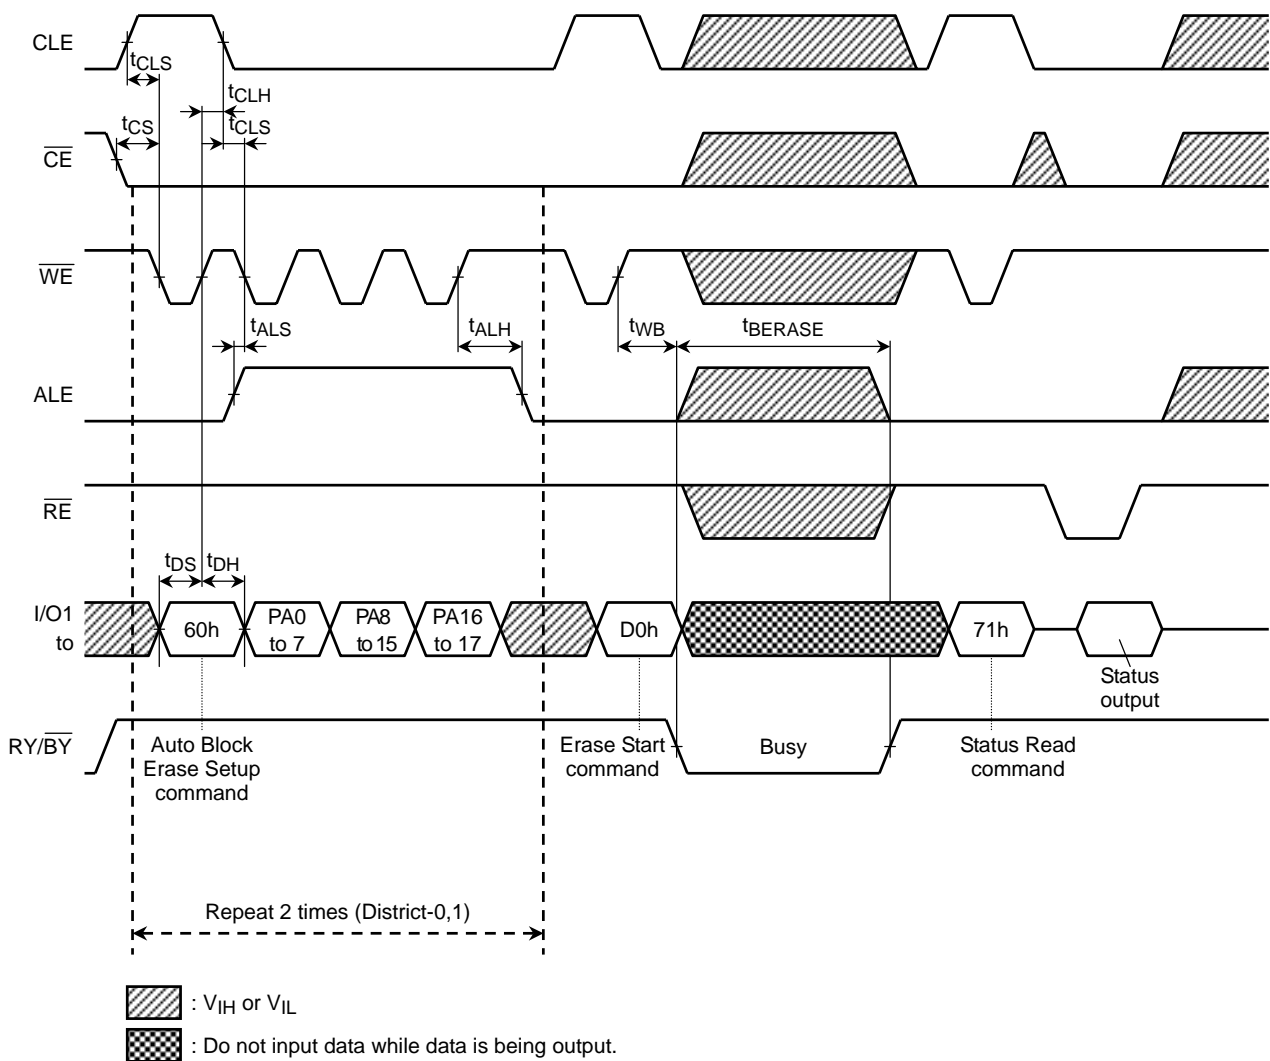 CLE
tCLS
tCLH
tCS
tCLS
CE
WE
tALS
tALH
tWB
tBERASE
ALE
RE
tDS
tDH
I/O1
to
60h
PA0
to 7
PA8
to 15
PA16
to 17
D0h
71h
Status
output
RY/BY
Auto Block
Erase Setup
command
Erase Start
command
Busy
Status Read
command
Repeat 2 times (District-0,1)
: VIH or VIL
: Do not input data while data is being output.